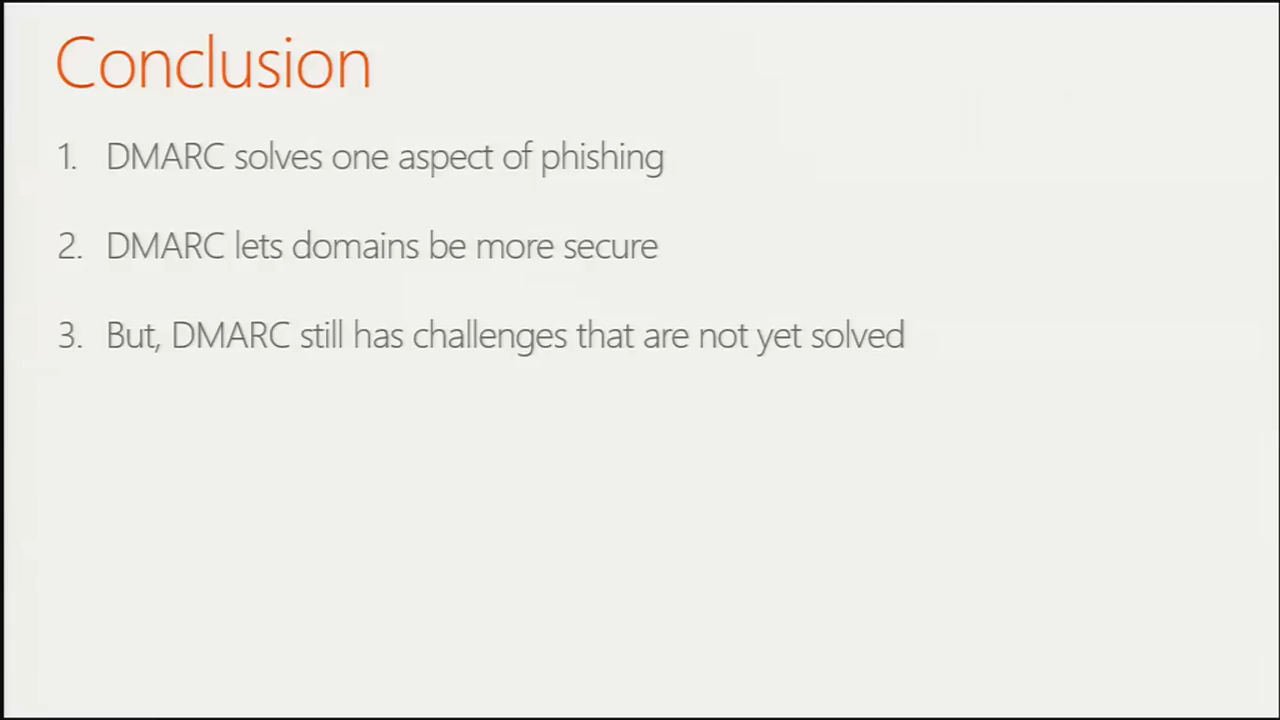 Conclusion
1. DMARC solves one aspect of phishing
2. DMARC lets domains be more secure
3. But, DMARC still has challenges that are not yet solved